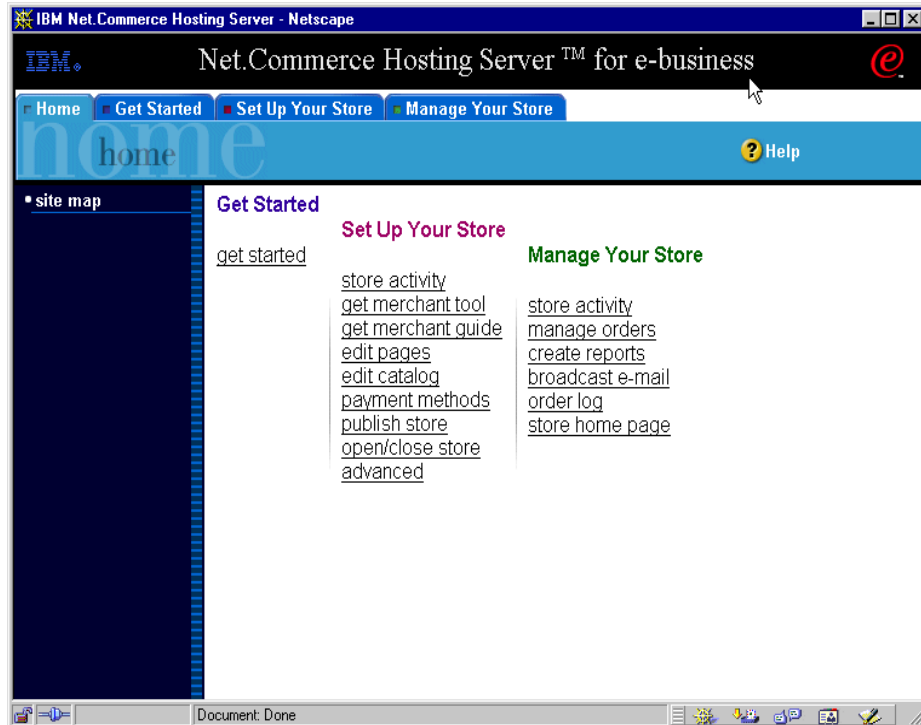 IBM Net.Commerce Hosting Server - Netscape
IBM®
Net.Commerce Hosting Server TM for e-business
e
Home
Get Started
Set Up Your Store
Manage Your Store
home
home
? Help
site map
Get Started
get started
Set Up Your Store
store activity
get merchant tool
get merchant guide
edit pages
edit catalog
payment methods
publish store
open/close store
advanced
Manage Your Store
store activity
manage orders
create reports
broadcast e-mail
order log
store home page
Document: Done